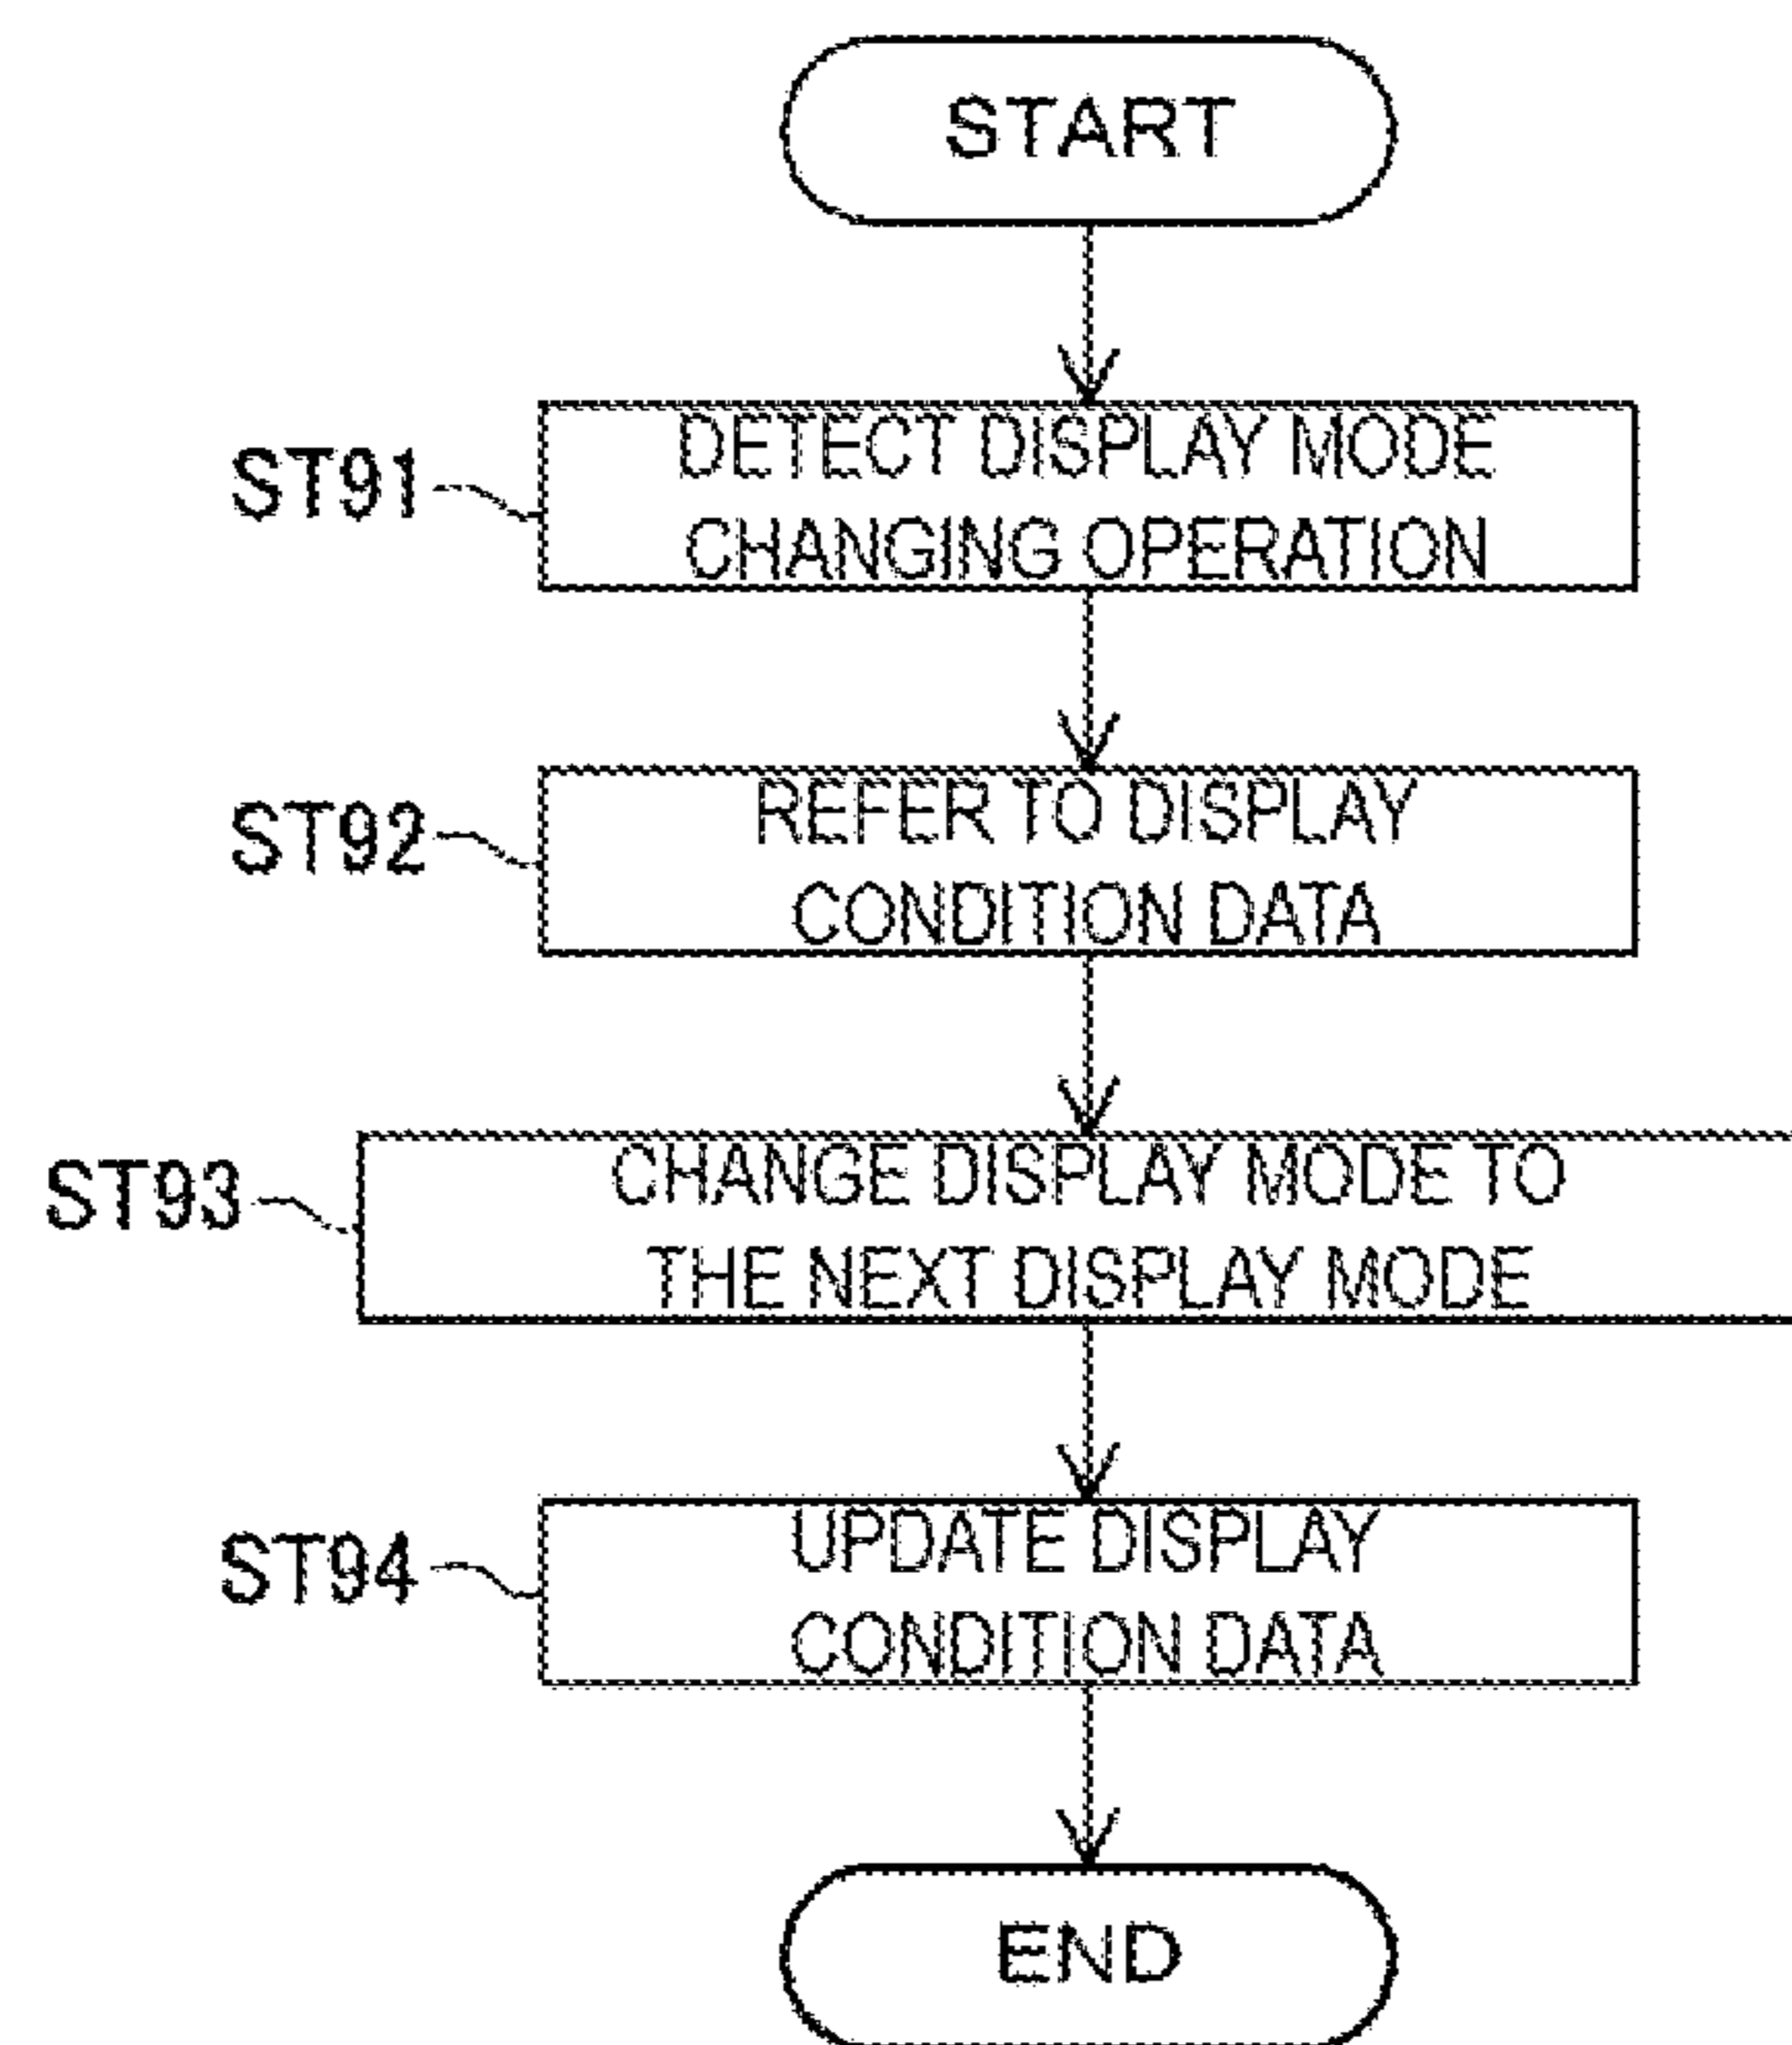 START
ST91
DETECT DISPLAY MODE
CHANGING OPERATION
ST92
REFER TO DISPLAY
CONDITION DATA
ST93
CHANGE DISPLAY MODE TO
THE NEXT DISPLAY MODE
ST94
UPDATE DISPLAY
CONDITION DATA
END